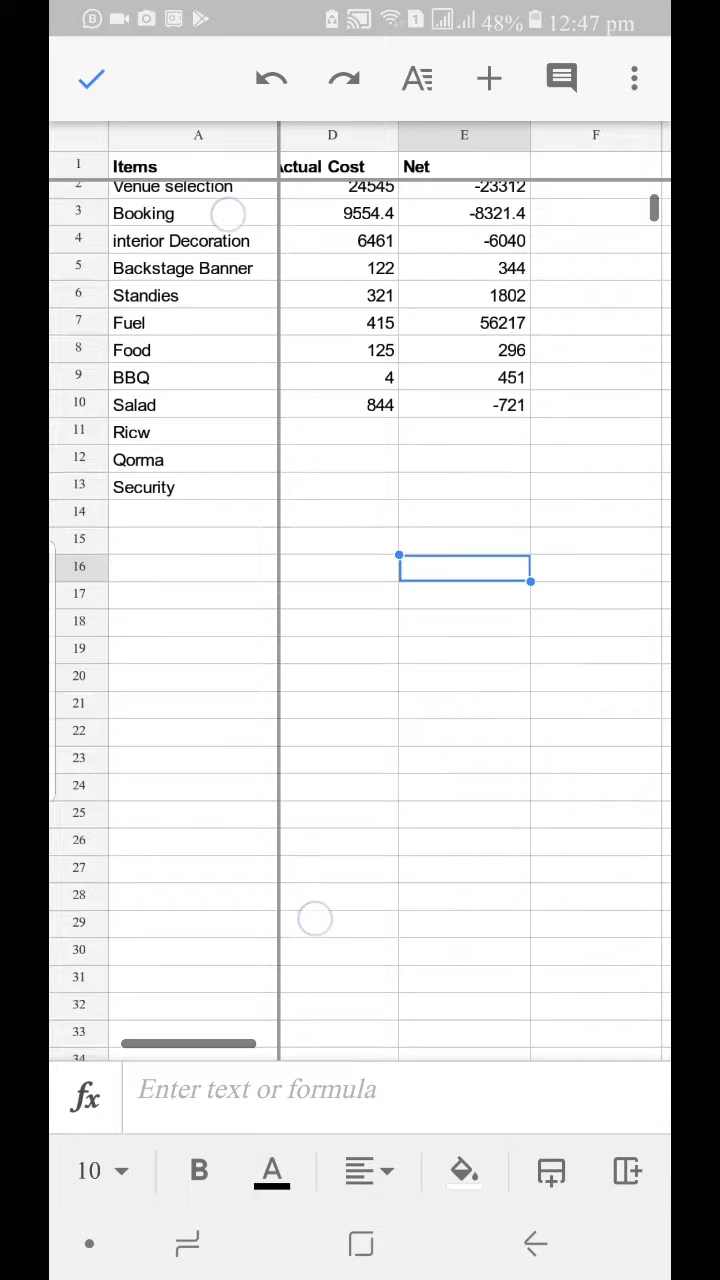 48% 12:47 pm
A D E F
1 Items Actual Cost Net
2 Venue selection 24545 -23312
3 Booking 9554.4 -8321.4
4 interior Decoration 6461 -6040
5 Backstage Banner 122 344
6 Standies 321 1802
7 Fuel 415 56217
8 Food 125 296
9 BBQ 4 451
10 Salad 844 -721
11 Ricw
12 Qorma
13 Security
14
15
16
17
18
19
20
21
22
23
24
25
26
27
28
29
30
31
32
33
34
fx Enter text or formula
10 B A